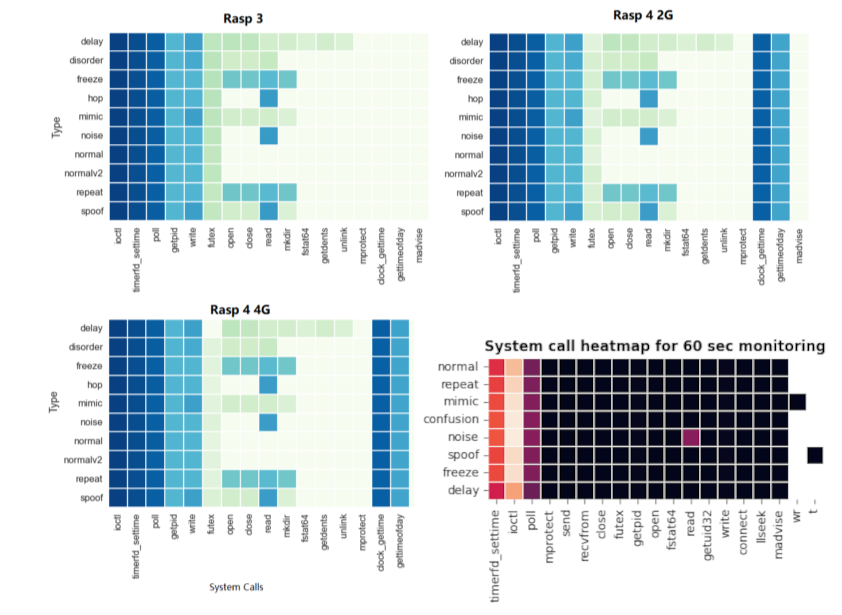 Rasp 3
Type
delay
disorder
freeze
hop
mimic
noise
normal
normalv2
repeat
spoof
ioctl
timerfd_settime
poll
getpid
write
futex
open
close
read
mkdir
fstat64
getdents
unlink
mprotect
clock_gettime
gettimeofday
madvise
Rasp 4 2G
delay
disorder
freeze
hop
mimic
noise
normal
normalv2
repeat
spoof
ioctl
timerfd_settime
poll
getpid
write
futex
open
close
read
mkdir
fstat64
getdents
unlink
mprotect
clock_gettime
gettimeofday
madvise
Rasp 4 4G
Type
delay
disorder
freeze
hop
mimic
noise
normal
normalv2
repeat
spoof
ioctl
timerfd_settime
poll
getpid
write
futex
open
close
read
mkdir
fstat64
getdents
unlink
mprotect
clock_gettime
gettimeofday
System Calls
System call heatmap for 60 sec monitoring
normal
repeat
mimic
confusion
noise
spoof
freeze
delay
timerfd_settime
ioctl
poll
mprotect
send
recvfrom
close
futex
getpid
open
fstat64
read
getuid32
write
connect
llseek
madvise
wr
t